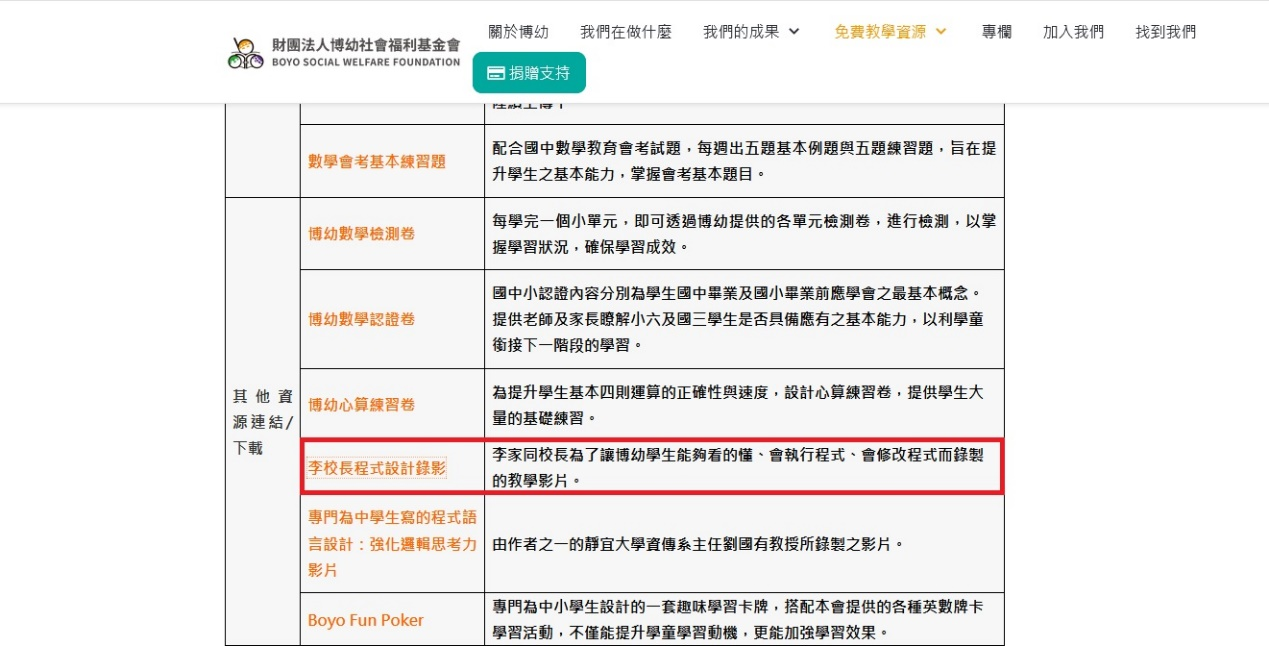 財團法人博幼社會福利基金會
BOYO SOCIAL WELFARE FOUNDATION
關於博幼
我們在做什麼
我們的成果
免費教學資源
專欄
加入我們
找到我們
捐贈支持
數學會考基本練習題
配合國中數學教育會考試題，每週出五題基本例題與五題練習題，旨在提
升學生之基本能力，掌握會考基本題目。
其他資
源連結/
下載
博幼數學檢測卷
每學完一個小單元，即可透過博幼提供的各單元檢測卷，進行檢測，以掌
握學習狀況，確保學習成效。
博幼數學認證卷
國中小認證內容分別為學生國中畢業及國小畢業前應學會之最基本概念。
提供老師及家長瞭解小六及國三學生是否具備應有之基本能力，以利學童
銜接下一階段的學習。
博幼心算練習卷
為提升學生基本四則運算的正確性與速度，設計心算練習卷，提供學生大
量的基礎練習。
李校長程式設計錄影
李家同校長為了讓博幼學生能夠看的懂、會執行程式、會修改程式而錄製
的教學影片。
專門為中學生寫的程式語
言設計：強化邏輯思考力
影片
由作者之一的靜宜大學資傳系主任劉國有教授所錄製之影片。
Boyo Fun Poker
專門為中小學生設計的一套趣味學習卡牌，搭配本會提供的各種英數牌卡
學習活動，不僅能提升學童學習動機，更能加強學習效果。